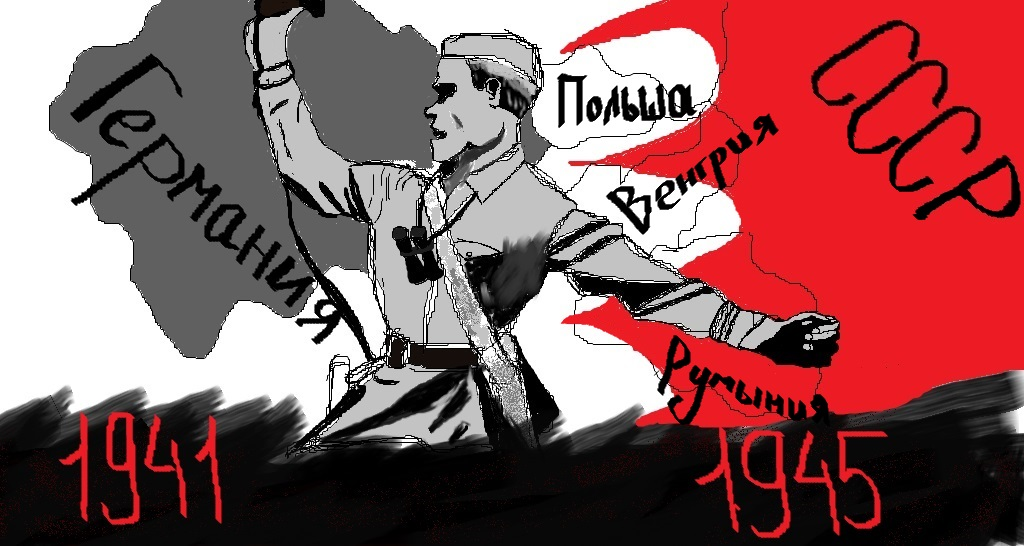 Германия
Польша
Венгрия
Румыния
СССР
1941
1945